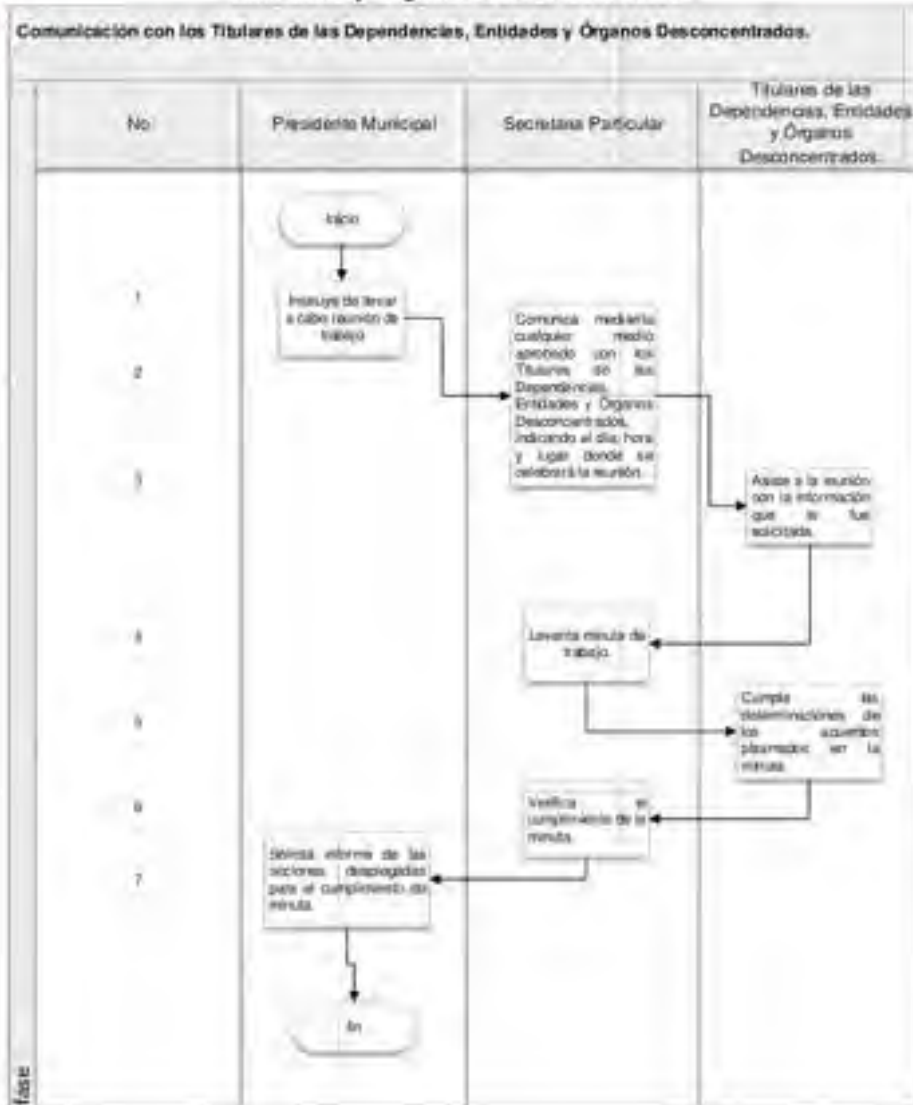 Comunicación con los Titulares de las Dependencias, Entidades y Órganos Desconcentrados.
No
Presidente Municipal
Secretaria Particular
Titulares de las
Dependencias, Entidades
y Órganos
Desconcentrados.
Inicio
1
Instruye de llevar
a cabo reunión de
trabajo
2
Comunica mediante
cualquier medio
aprobado con los
Titulares de las
Dependencias,
Entidades y Órganos
Desconcentrados,
indicando el día, hora
y lugar donde se
celebrará la reunión.
3
Asiste a la reunión
con la información
que le fue
solicitada.
4
Levanta minuta de
trabajo.
5
Cumple las
determinaciones de
los acuerdos
plasmados en la
minuta.
6
Verifica el
cumplimiento de la
minuta.
7
informe de las
acciones desplegadas
para el cumplimiento de
minuta.
fin
fase